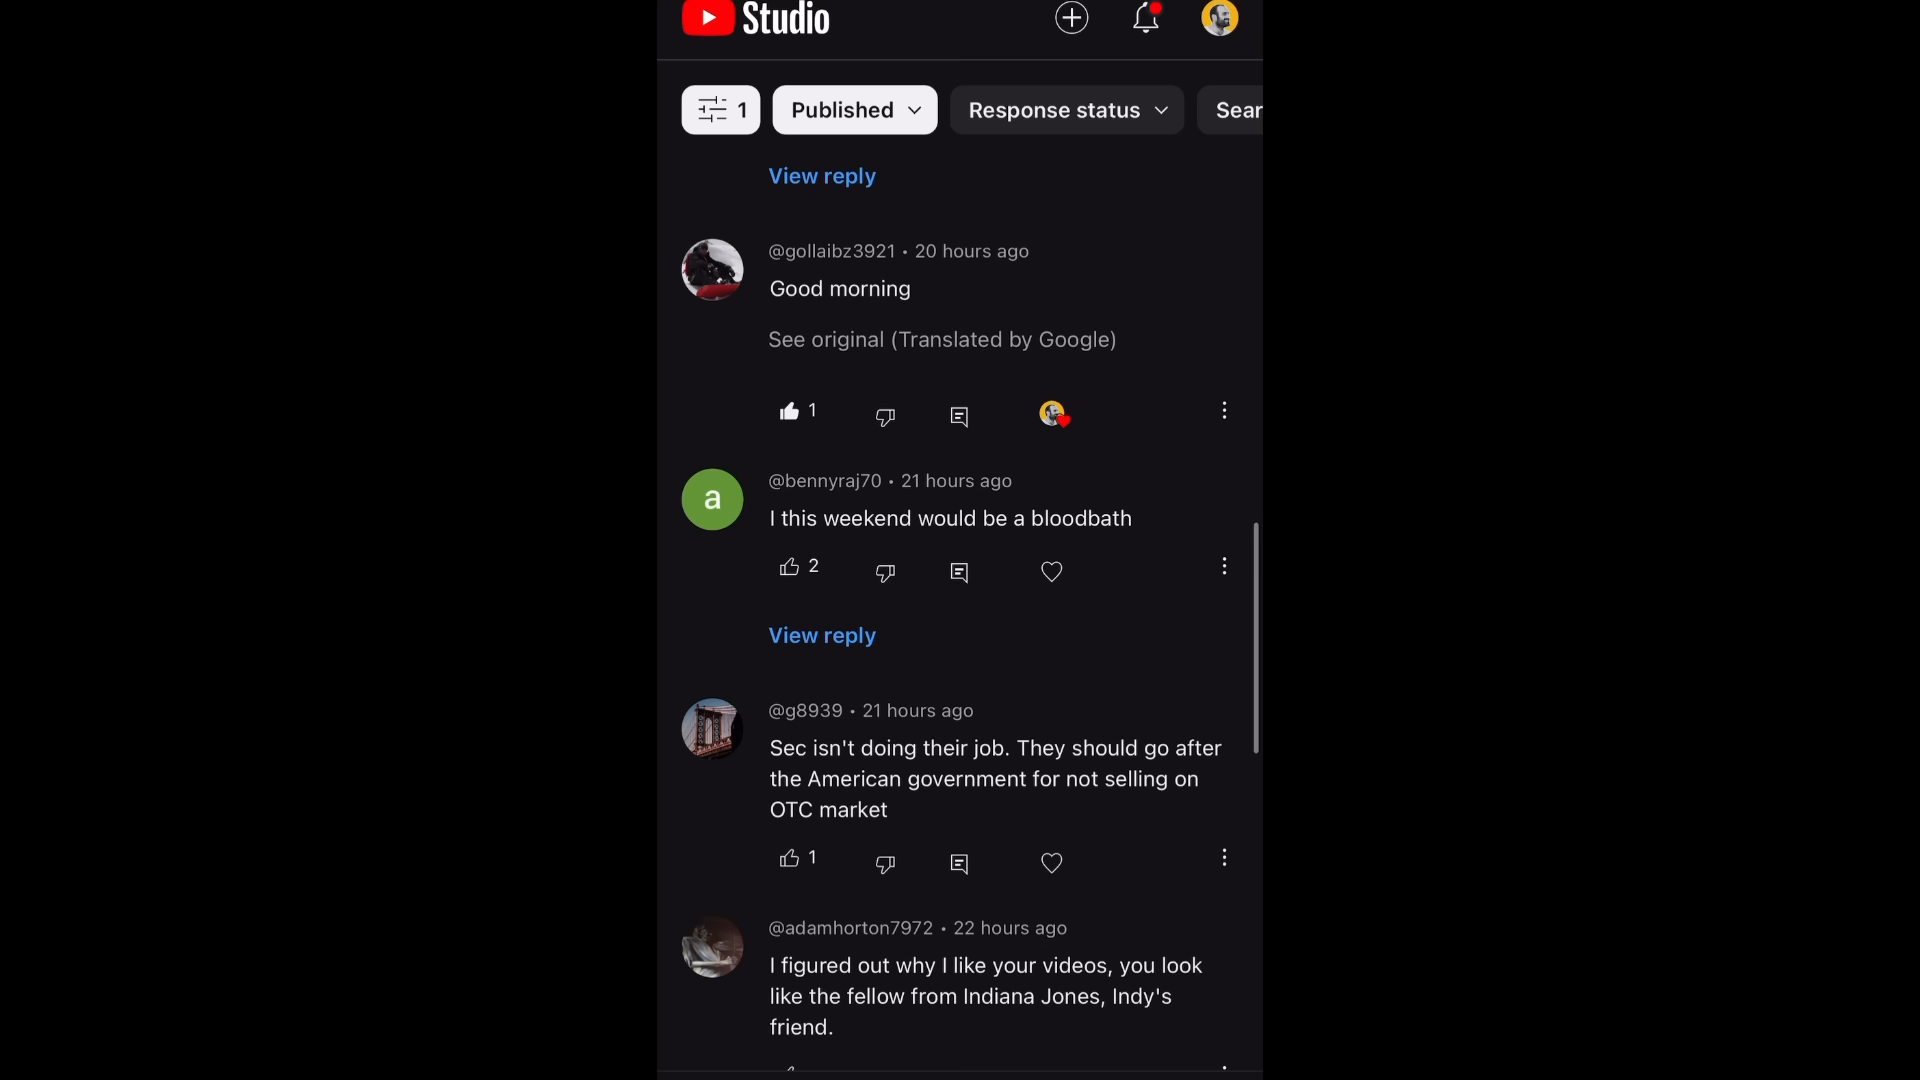 Studio
1
Published
Response status
Sear
View reply
@gollaibz3921 • 20 hours ago
Good morning
See original (Translated by Google)
1
a
@bennyraj70 • 21 hours ago
I this weekend would be a bloodbath
2
View reply
@g8939 • 21 hours ago
Sec isn't doing their job. They should go after
the American government for not selling on
OTC market
1
@adamhorton7972 • 22 hours ago
I figured out why I like your videos, you look
like the fellow from Indiana Jones, Indy's
friend.